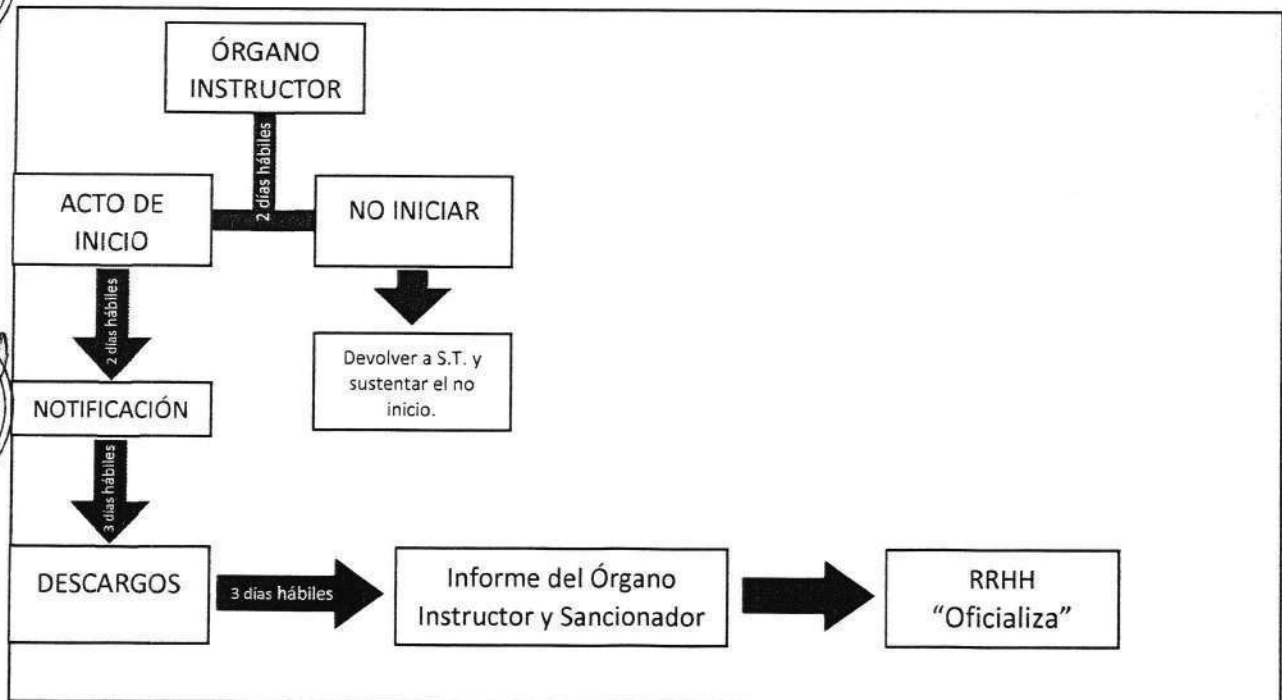 ÓRGANO
INSTRUCTOR
2 días hábiles
ACTO DE
INICIO
NO INICIAR
2 días hábiles
Devolver a S.T. y
sustentar el no
inicio.
NOTIFICACIÓN
3 días hábiles
DESCARGOS
3 días hábiles
Informe del Órgano
Instructor y Sancionador
RRHH
“Oficializa”